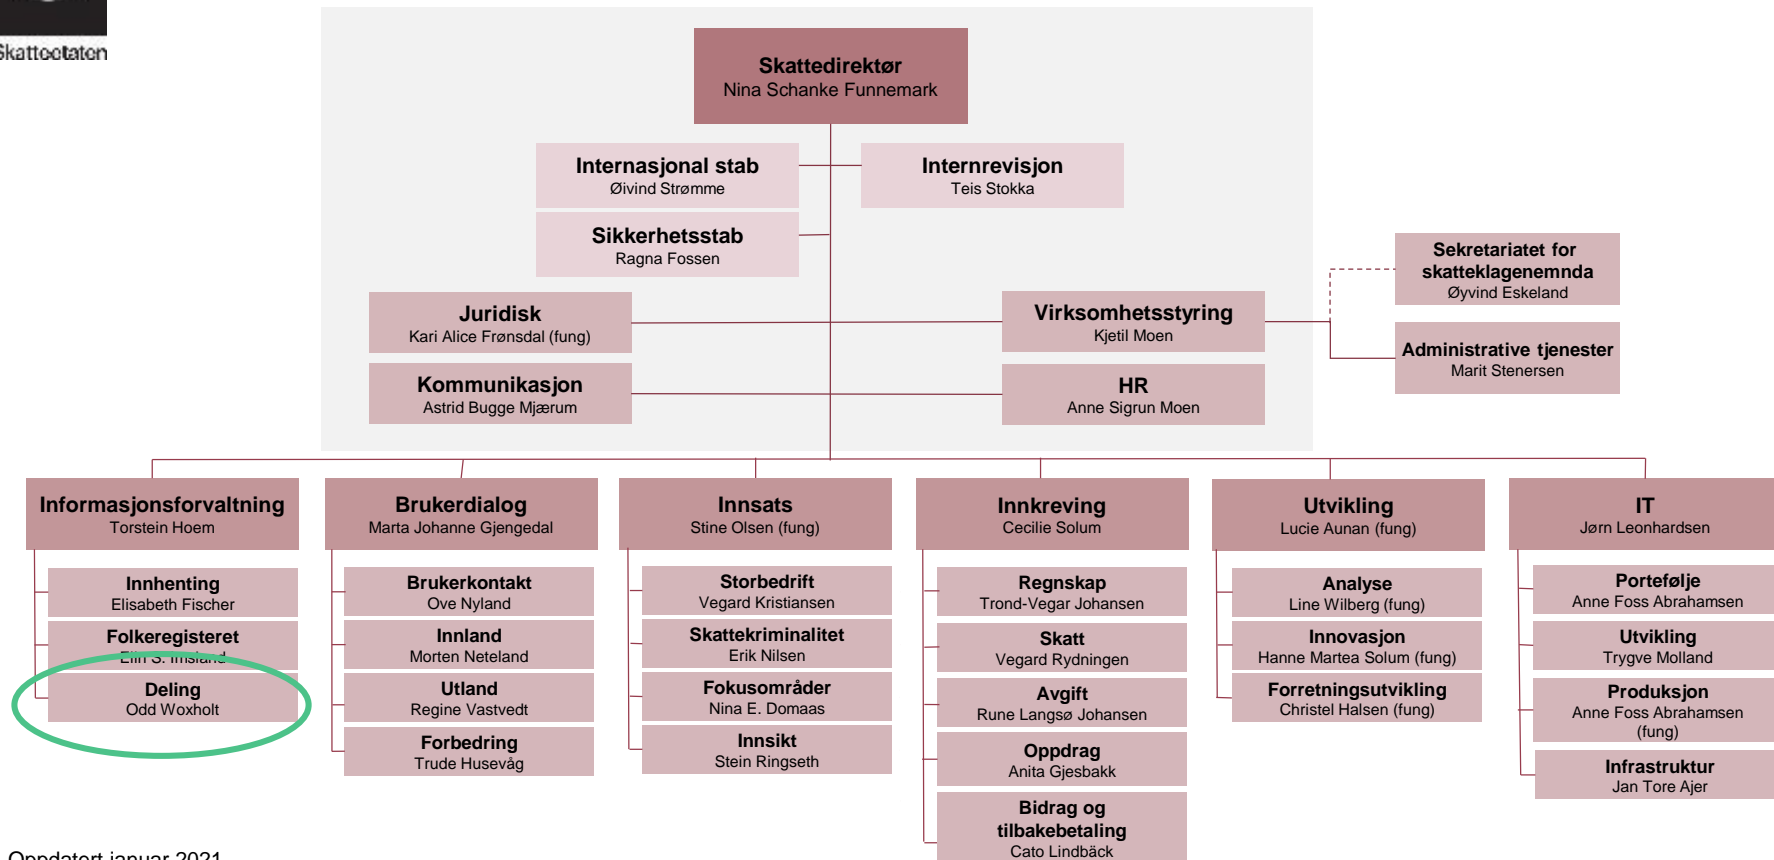 Skatteetaten
Skattedirektør
Nina Schanke Funnemark
Internasjonal stab
Øivind Strømme
Internrevisjon
Teis Stokka
Sikkerhetsstab
Ragna Fossen
Sekretariatet for
skatteklagenemnda
Øyvind Eskeland
Juridisk
Kari Alice Frønsdal (fung)
Virksomhetsstyring
Kjetil Moen
Administrative tjenester
Marit Stenersen
Kommunikasjon
Astrid Bugge Mjærum
HR
Anne Sigrun Moen
Informasjonsforvaltning
Torstein Hoem
Innhenting
Elisabeth Fischer
Folkeregisteret
Elin S. Imsland
Deling
Odd Woxholt
Brukerdialog
Marta Johanne Gjengedal
Brukerkontakt
Ove Nyland
Innland
Morten Neteland
Utland
Regine Vastvedt
Forbedring
Trude Husevåg
Innsats
Stine Olsen (fung)
Storbedrift
Vegard Kristiansen
Skattekriminalitet
Erik Nilsen
Fokusområder
Nina E. Domaas
Innsikt
Stein Ringseth
Innkreving
Cecilie Solum
Regnskap
Trond-Vegar Johansen
Skatt
Vegard Rydningen
Avgift
Rune Langsø Johansen
Oppdrag
Anita Gjesbakk
Bidrag og
tilbakebetaling
Cato Lindbäck
Utvikling
Lucie Aunan (fung)
Analyse
Line Wilberg (fung)
Innovasjon
Hanne Martea Solum (fung)
Forretningsutvikling
Christel Halsen (fung)
IT
Jørn Leonhardsen
Portefølje
Anne Foss Abrahamsen
Utvikling
Trygve Molland
Produksjon
Anne Foss Abrahamsen
(fung)
Infrastruktur
Jan Tore Ajer
Oppdatert januar 2021